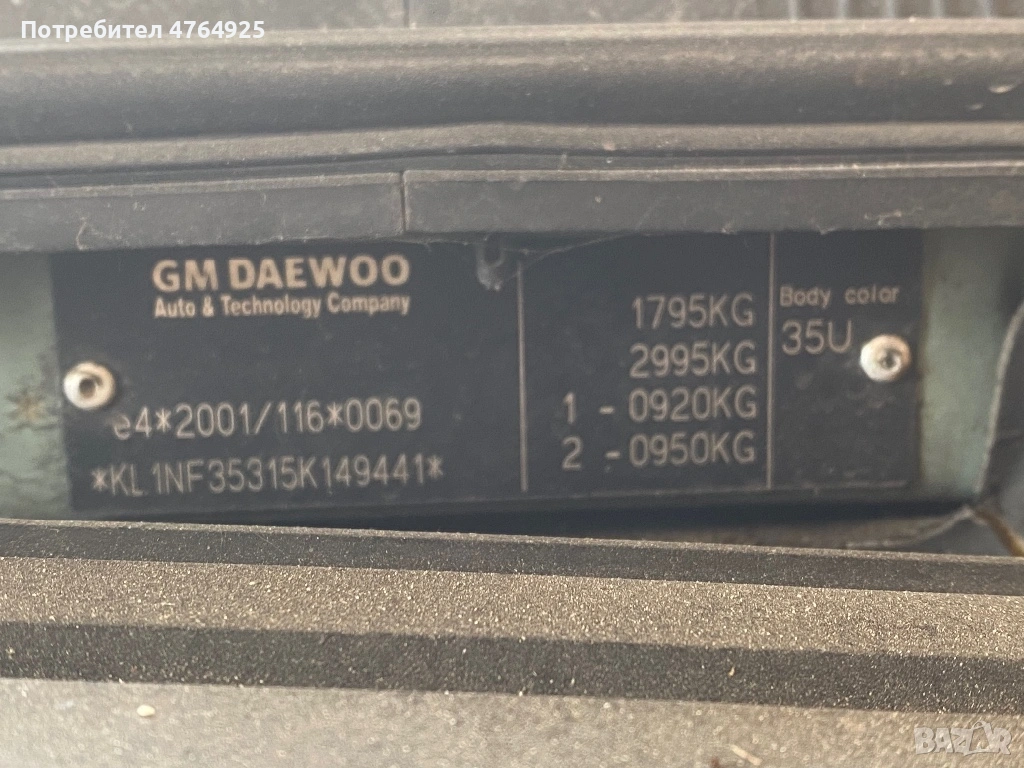 Потребител 4764925
GM DAEWOO
Auto & Technology Company
e4*2001/116*0069
*KL1NF35315K149441*
1795KG
2995KG
1 - 0920KG
2 - 0950KG
Body color
35U
BAZAR